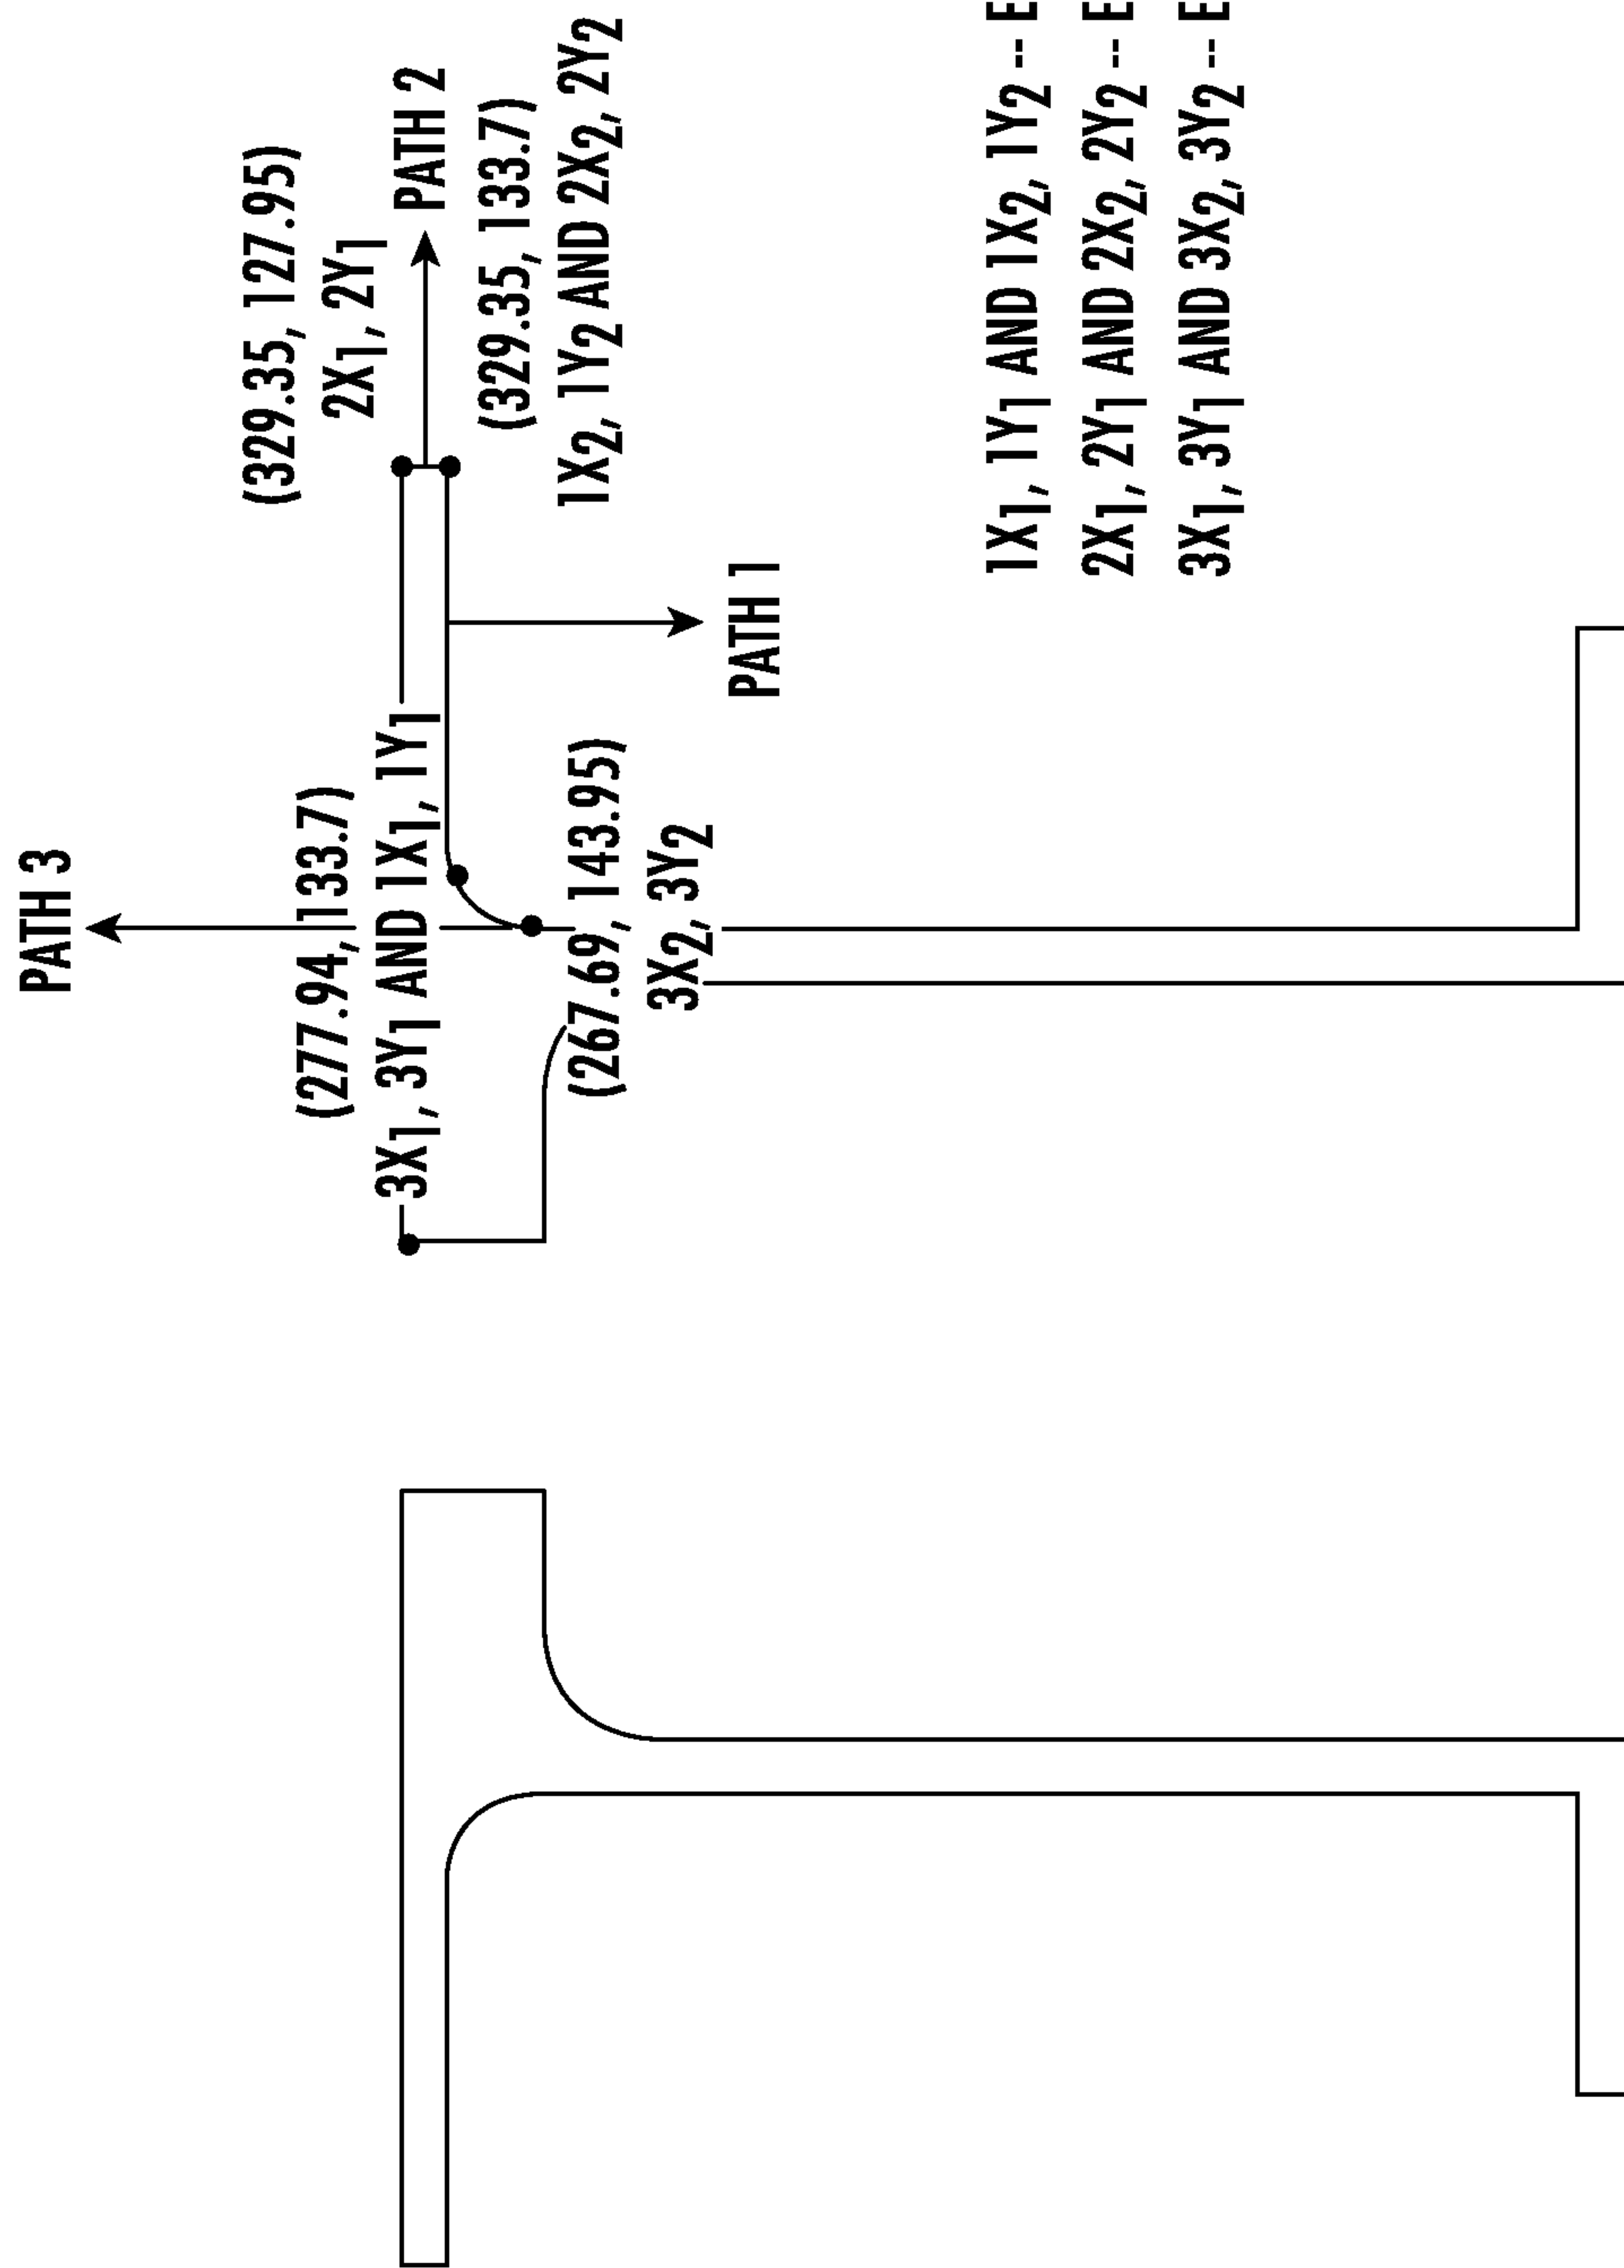 PATH 3
(329.35, 127.95)
2X1, 2Y1
PATH 2
(277.94, 133.7)
3X1, 3Y1 AND 1X1, 1Y1
(329.35, 133.7)
1X2, 1Y2 AND 2X2, 2Y2
(267.69, 143.95)
3X2, 3Y2
PATH 1
1X1, 1Y1 AND 1X2, 1Y2 -- E
2X1, 2Y1 AND 2X2, 2Y2 -- E
3X1, 3Y1 AND 3X2, 3Y2 -- E